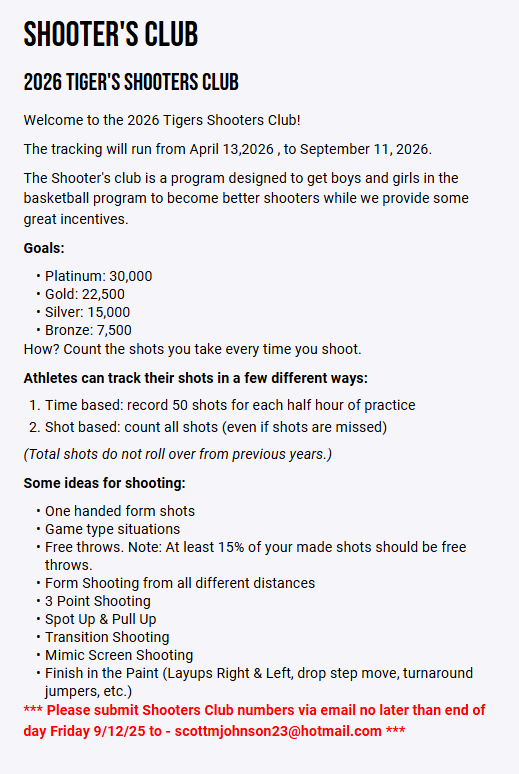 SHOOTER'S CLUB
2026 TIGER'S SHOOTERS CLUB
Welcome to the 2026 Tigers Shooters Club!
The tracking will run from April 13,2026 , to September 11, 2026.
The Shooter's club is a program designed to get boys and girls in the
basketball program to become better shooters while we provide some
great incentives.
Goals:
• Platinum: 30,000
• Gold: 22,500
• Silver: 15,000
• Bronze: 7,500
How? Count the shots you take every time you shoot.
Athletes can track their shots in a few different ways:
1. Time based: record 50 shots for each half hour of practice
2. Shot based: count all shots (even if shots are missed)
(Total shots do not roll over from previous years.)
Some ideas for shooting:
• One handed form shots
• Game type situations
• Free throws. Note: At least 15% of your made shots should be free
throws.
• Form Shooting from all different distances
• 3 Point Shooting
• Spot Up & Pull Up
• Transition Shooting
• Mimic Screen Shooting
• Finish in the Paint (Layups Right & Left, drop step move, turnaround
jumpers, etc.)
*** Please submit Shooters Club numbers via email no later than end of
day Friday 9/12/25 to - scottmjohnson23@hotmail.com ***